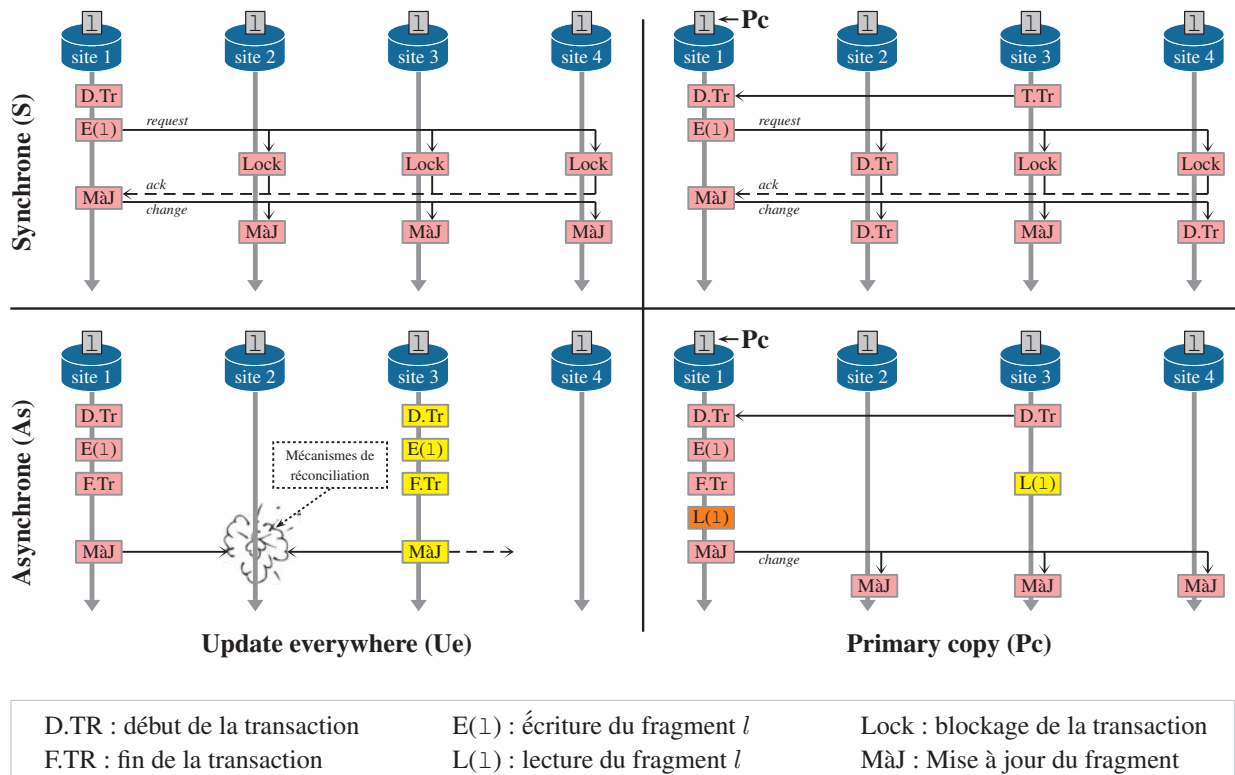 l l l l
site 1 site 2 site 3 site 4
D.Tr
E(l) request
Lock Lock Lock
ack
MàJ change
MàJ MàJ MàJ
Synchrone (S)
l Pc l l l
site 1 site 2 site 3 site 4
D.Tr T.Tr
E(l) request
D.Tr Lock Lock
ack
MàJ change
D.Tr MàJ D.Tr
l l l l
site 1 site 2 site 3 site 4
D.Tr D.Tr
E(l) E(l)
Mécanismes de
réconciliation
F.Tr F.Tr
MàJ MàJ
Asynchrone (As)
Update everywhere (Ue)
l Pc l l l
site 1 site 2 site 3 site 4
D.Tr D.Tr
E(l)
F.Tr L(l)
L(l)
MàJ change
MàJ MàJ MàJ
Primary copy (Pc)
D.TR : début de la transaction E(l) : écriture du fragment l Lock : blockage de la transaction
F.TR : fin de la transaction L(l) : lecture du fragment l MàJ : Mise à jour du fragment